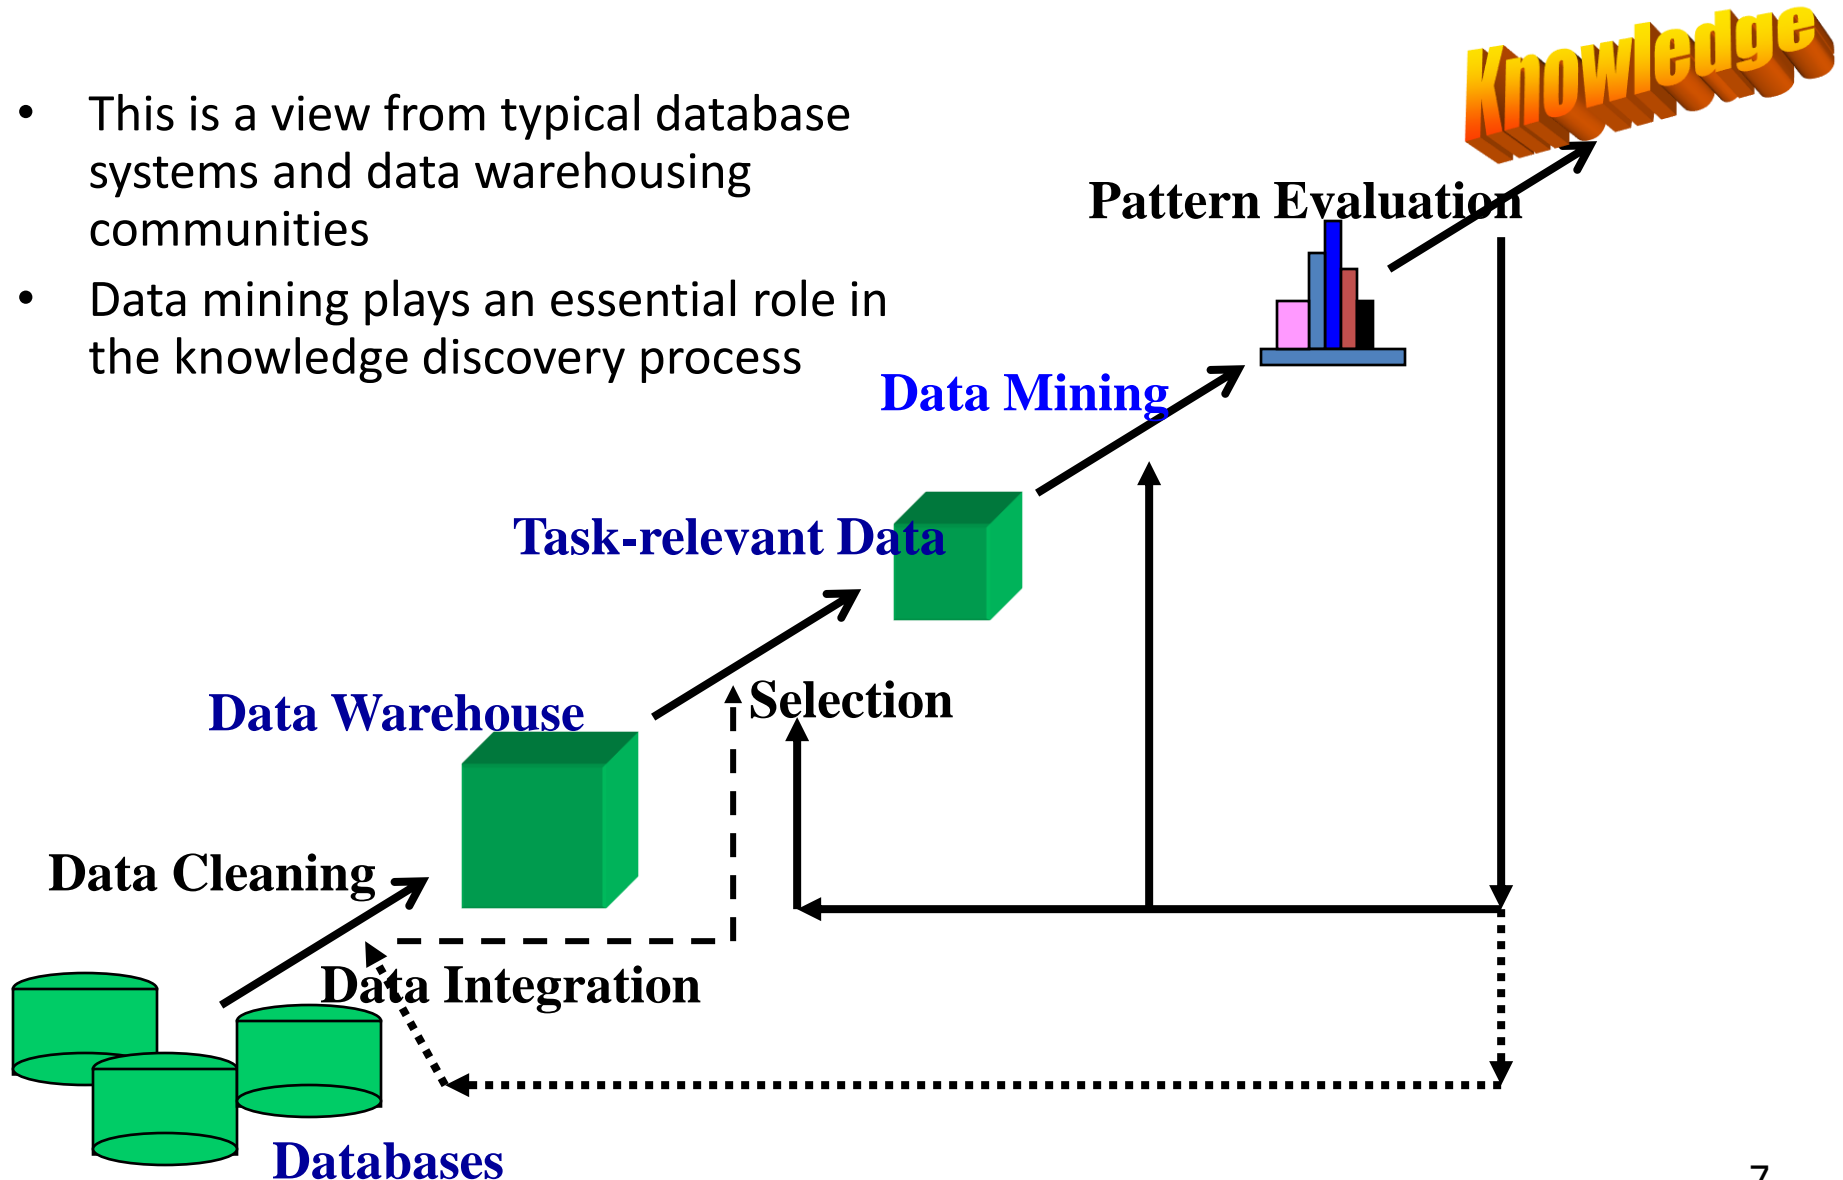 Knowledge
• This is a view from typical database
systems and data warehousing
communities
• Data mining plays an essential role in
the knowledge discovery process
Pattern Evaluation
Data Mining
Task-relevant Data
Selection
Data Warehouse
Data Cleaning
Data Integration
Databases
7